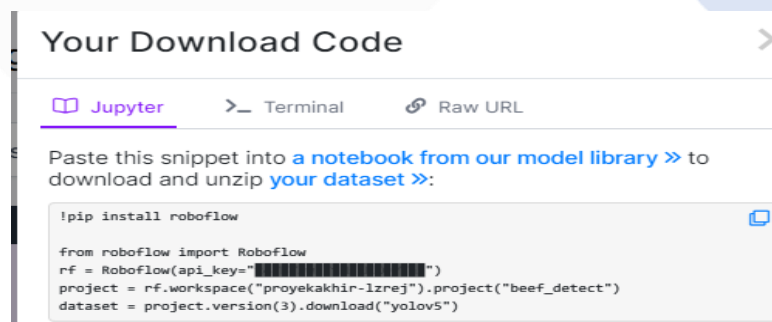 Your Download Code
Jupyter >_ Terminal Raw URL
Paste this snippet into a notebook from our model library » to
download and unzip your dataset »:
!pip install roboflow
from roboflow import Roboflow
rf = Roboflow(api_key="████████████████████")
project = rf.workspace("proyekakhir-lzrej").project("beef_detect")
dataset = project.version(3).download("yolov5")